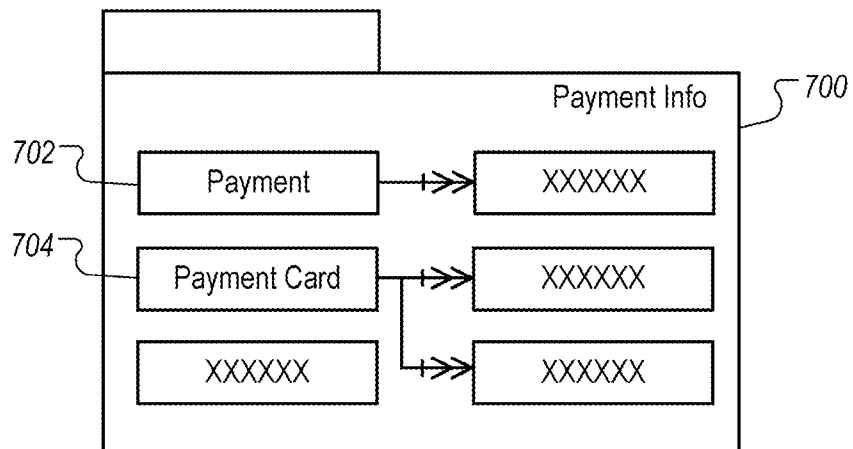 Payment Info
700
702
Payment
XXXXXX
704
Payment Card
XXXXXX
XXXXXX
XXXXXX